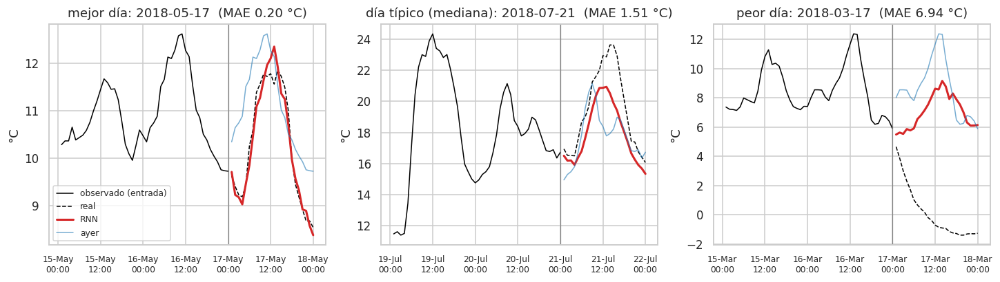 mejor día: 2018-05-17  (MAE 0.20 °C)
°C
12
11
10
9
observado (entrada)
real
RNN
ayer
15-May 00:00
15-May 12:00
16-May 00:00
16-May 12:00
17-May 00:00
17-May 12:00
18-May 00:00
día típico (mediana): 2018-07-21  (MAE 1.51 °C)
°C
24
22
20
18
16
14
12
19-Jul 00:00
19-Jul 12:00
20-Jul 00:00
20-Jul 12:00
21-Jul 00:00
21-Jul 12:00
22-Jul 00:00
peor día: 2018-03-17  (MAE 6.94 °C)
°C
12
10
8
6
4
2
0
−2
15-Mar 00:00
15-Mar 12:00
16-Mar 00:00
16-Mar 12:00
17-Mar 00:00
17-Mar 12:00
18-Mar 00:00